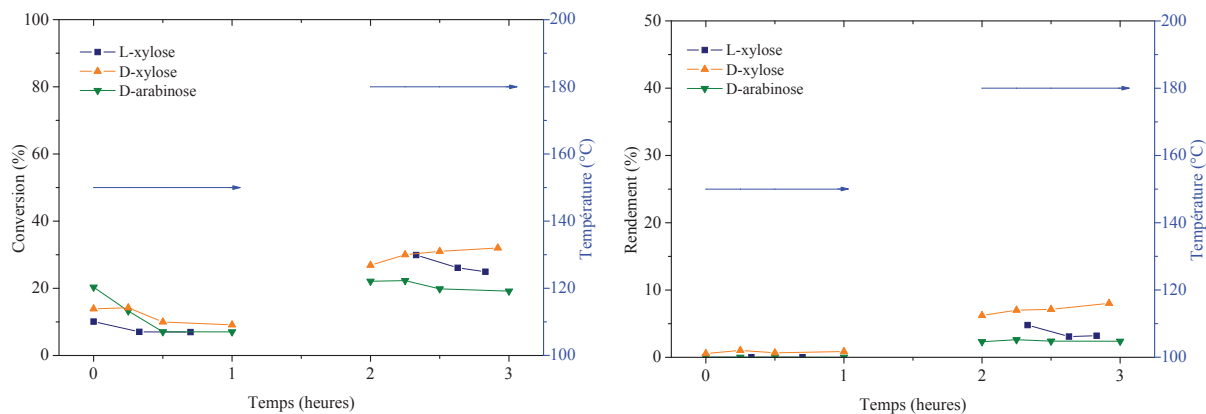 100
80
60
40
20
0
Conversion (%)
L-xylose
D-xylose
D-arabinose
200
180
160
140
120
100
Température (°C)
0 1 2 3
Temps (heures)
50
40
30
20
10
0
Rendement (%)
L-xylose
D-xylose
D-arabinose
200
180
160
140
120
100
Température (°C)
0 1 2 3
Temps (heures)